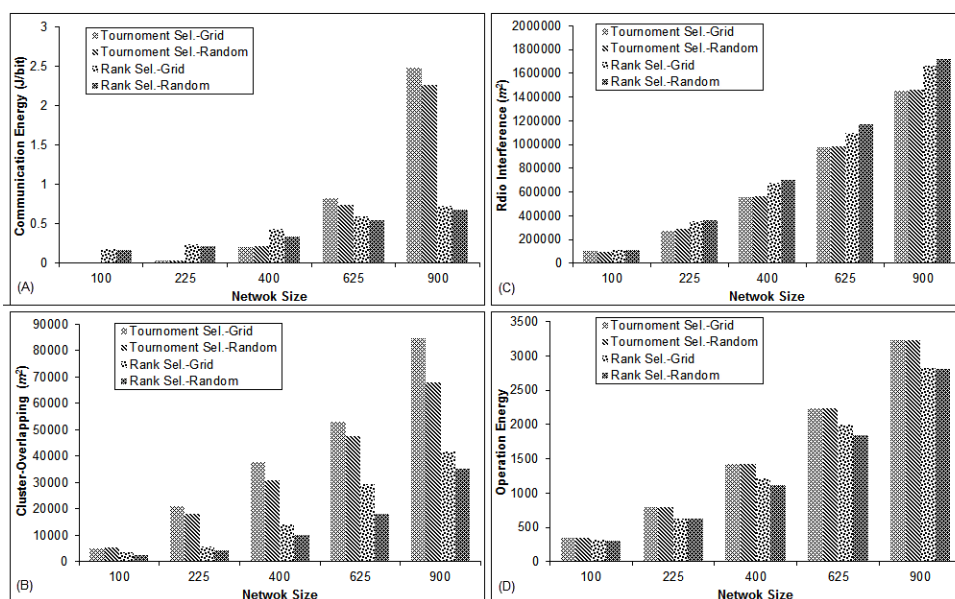 Communication Energy (J/bit)
3
2.5
2
1.5
1
0.5
0
Tournoment Sel.-Grid
Tournoment Sel.-Random
Rank Sel.-Grid
Rank Sel.-Random
100 225 400 625 900
(A) Netwok Size
Rdio Interference (m²)
2000000
1800000
1600000
1400000
1200000
1000000
800000
600000
400000
200000
0
Tournoment Sel.-Grid
Tournoment Sel.-Random
Rank Sel.-Grid
Rank Sel.-Random
100 225 400 625 900
(C) Netwok Size
Cluster-Overlapping (m²)
90000
80000
70000
60000
50000
40000
30000
20000
10000
0
Tournoment Sel.-Grid
Tournoment Sel.-Random
Rank Sel.-Grid
Rank Sel.-Random
100 225 400 625 900
(B) Netwok Size
Operation Energy
3500
3000
2500
2000
1500
1000
500
0
Tournoment Sel.-Grid
Tournoment Sel.-Random
Rank Sel.-Grid
Rank Sel.-Random
100 225 400 625 900
(D) Netwok Size